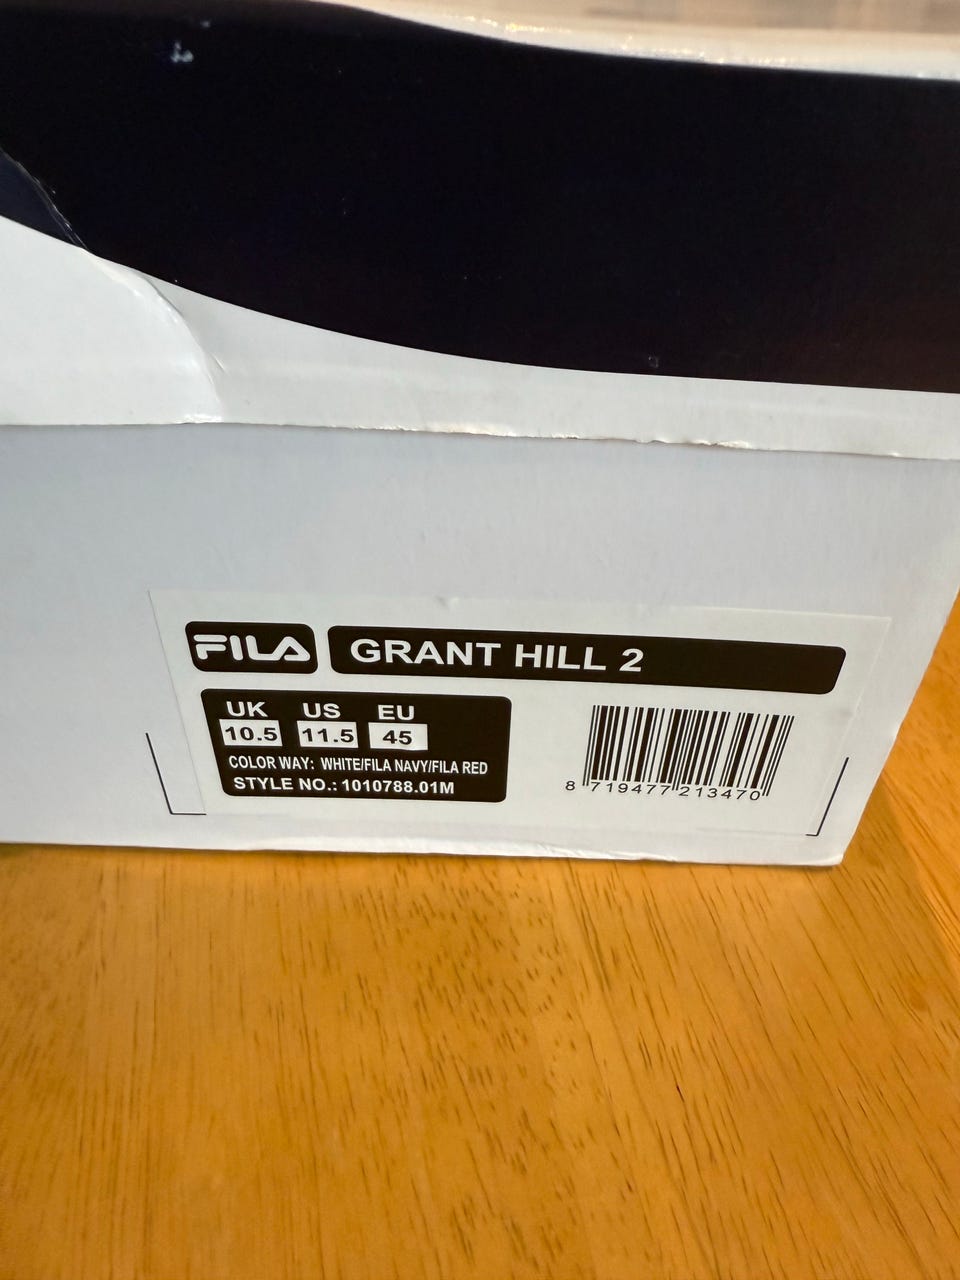 FILA GRANT HILL 2
UK US EU
10.5 11.5 45
COLOR WAY: WHITE/FILA NAVY/FILA RED
STYLE NO.: 1010788.01M
8 719477 213470